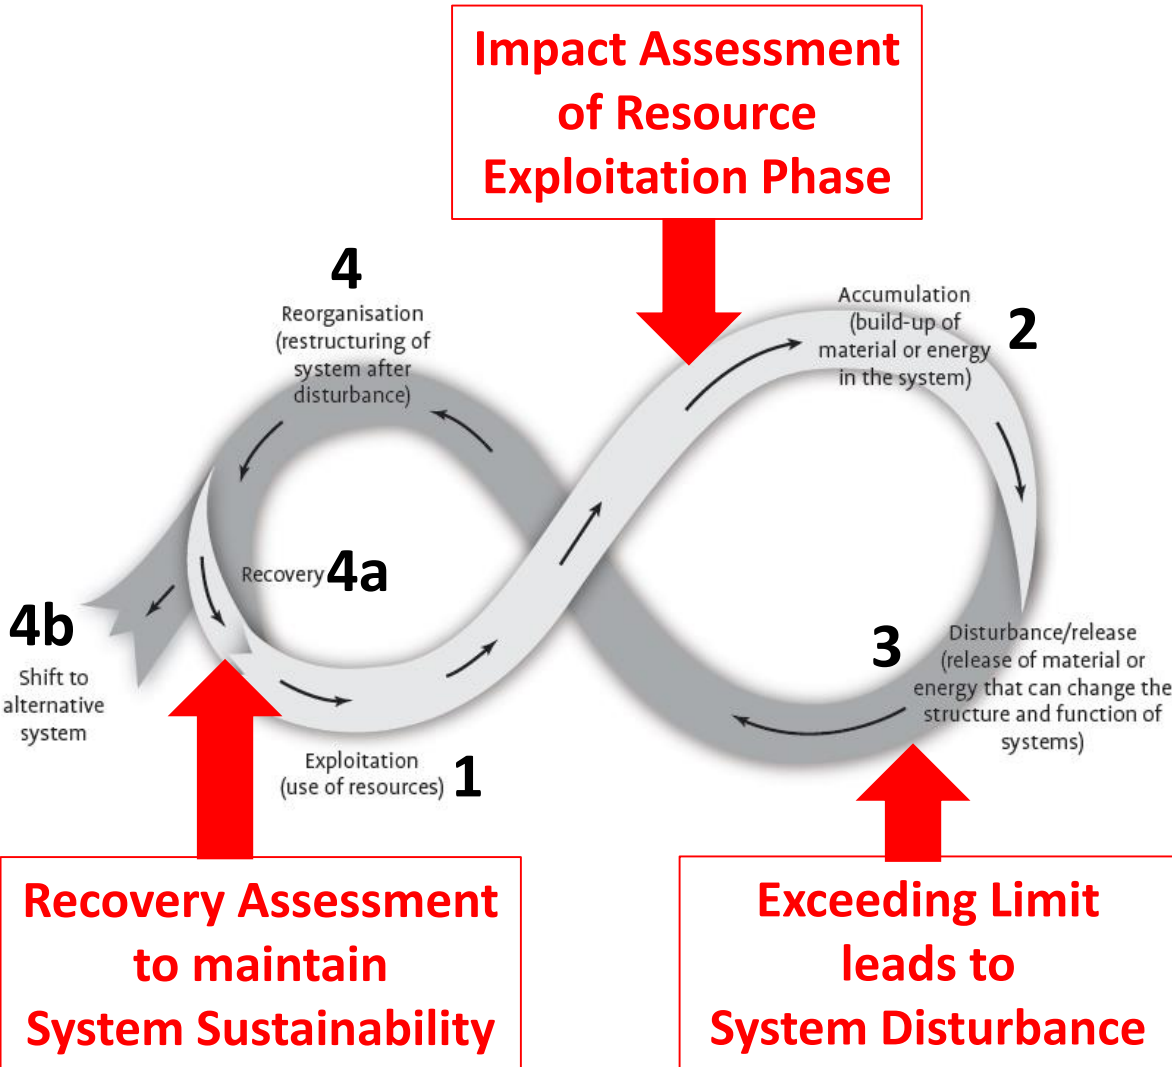 Impact Assessment
of Resource
Exploitation Phase
4
Reorganisation
(restructuring of
system after
disturbance)
Accumulation
(build-up of
material or energy
in the system)
2
Recovery
4a
4b
Shift to
alternative
system
3
Disturbance/release
(release of material or
energy that can change the
structure and function of
systems)
Exploitation
(use of resources)
1
Recovery Assessment
to maintain
System Sustainability
Exceeding Limit
leads to
System Disturbance